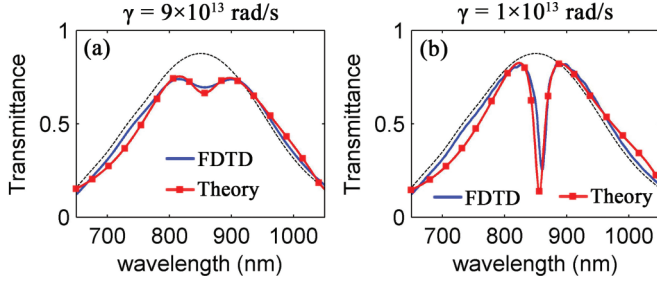 γ = 9×10¹³ rad/s
(a)
Transmittance
1
0.5
0
FDTD
Theory
700 800 900 1000
wavelength (nm)
γ = 1×10¹³ rad/s
(b)
Transmittance
1
0.5
0
FDTD Theory
700 800 900 1000
wavelength (nm)